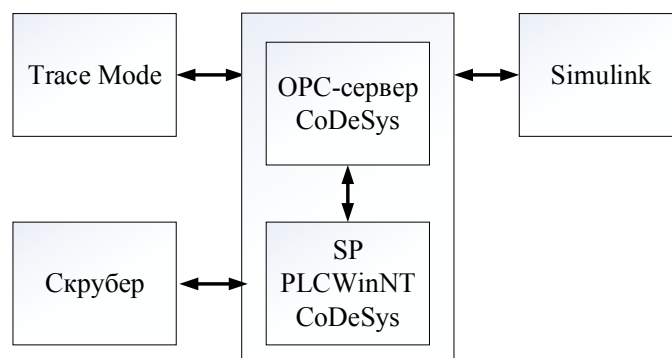 Trace Mode
OPC-сервер
CoDeSys
Simulink
Скрубер
SP
PLCWinNT
CoDeSys